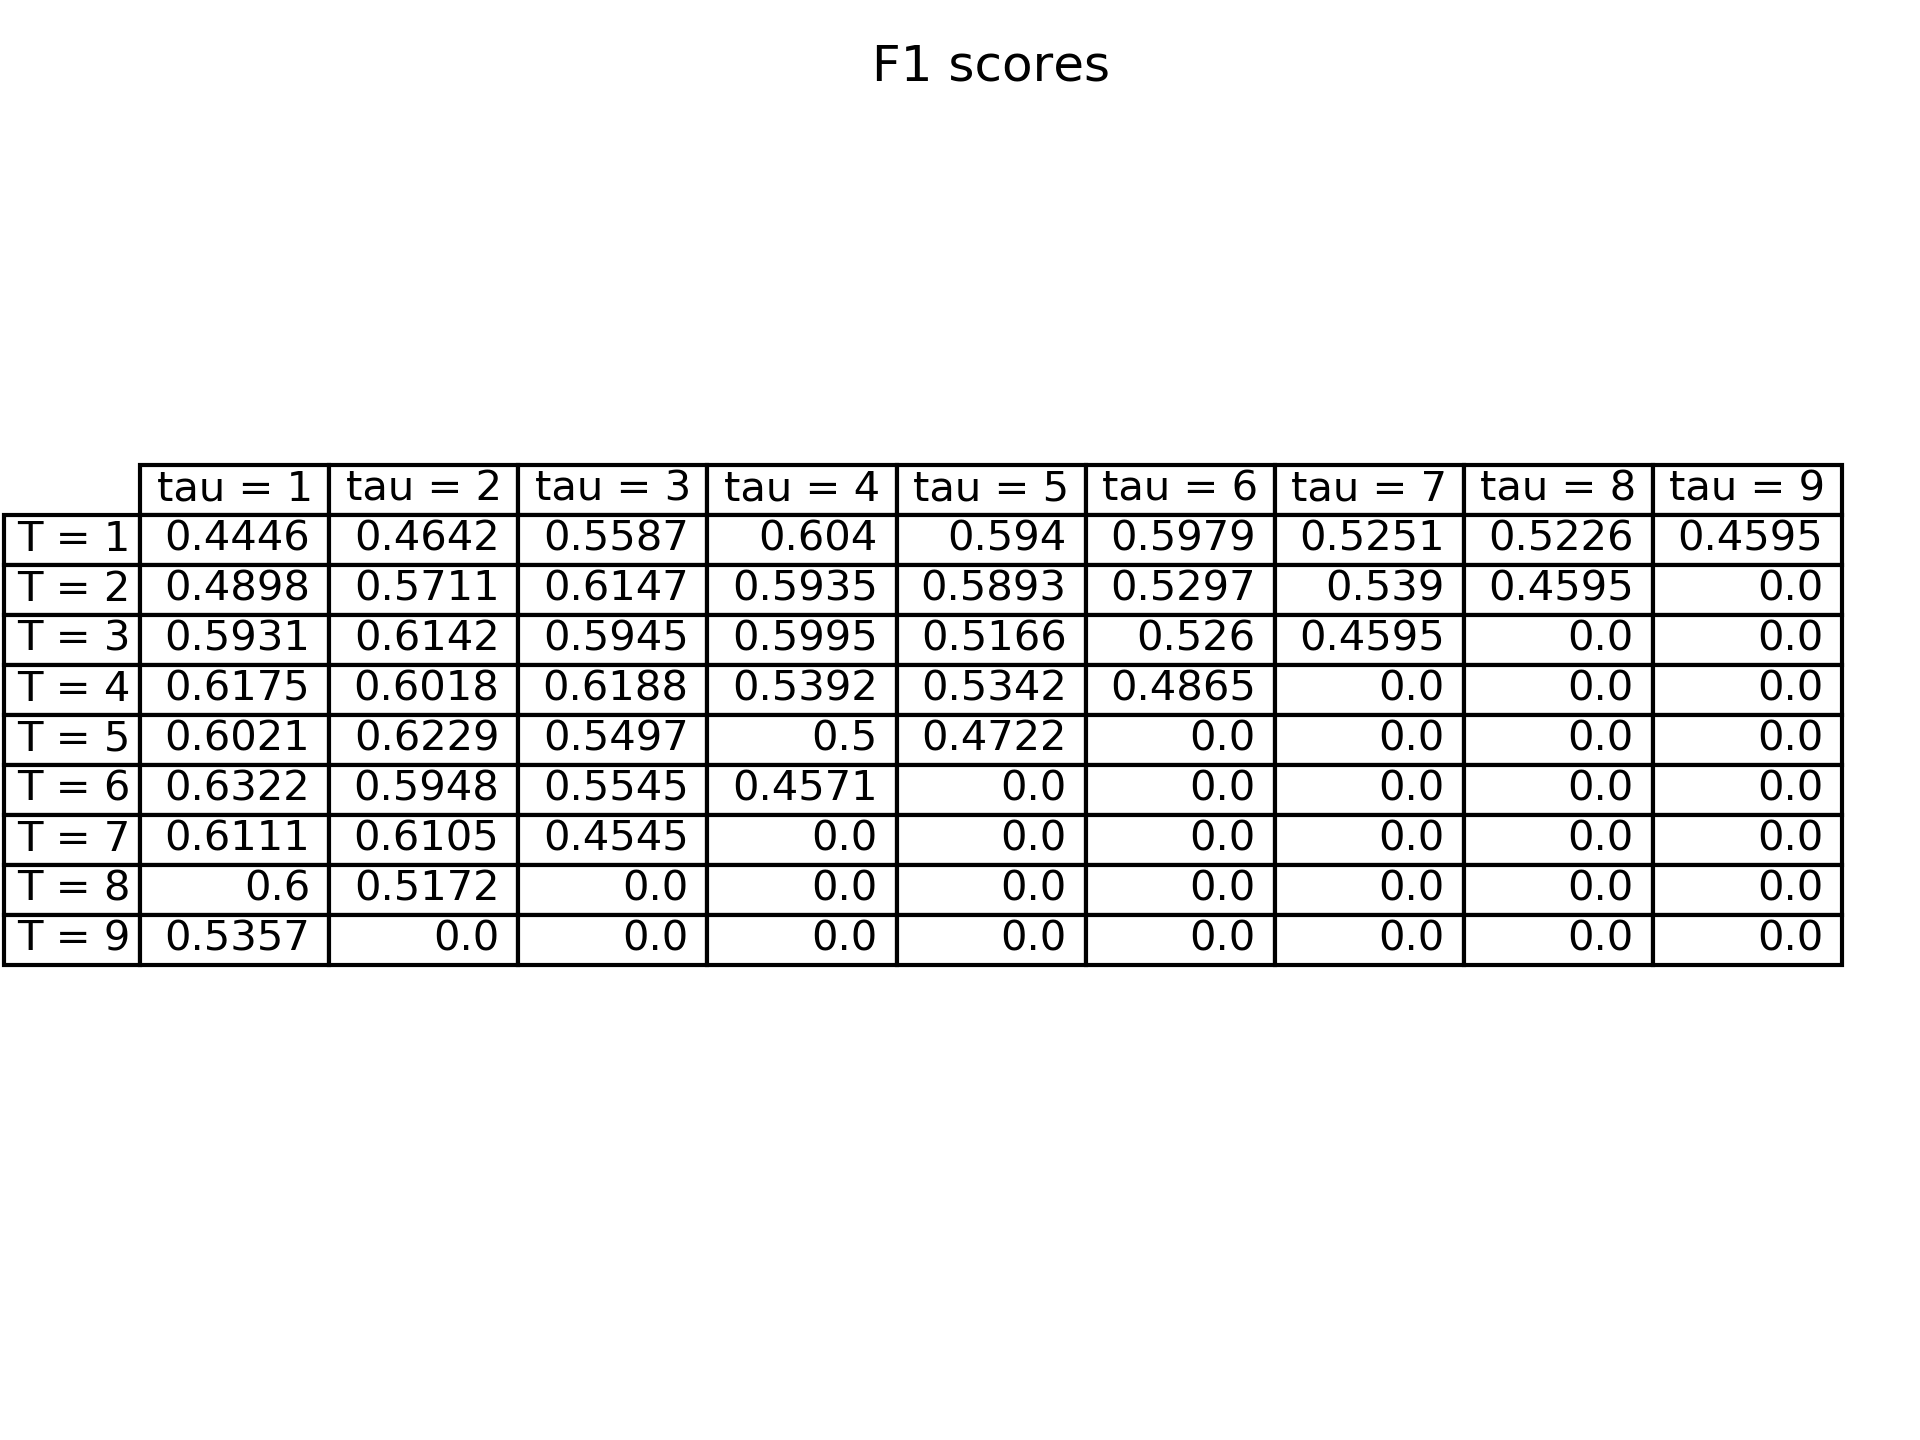 F1 scores
tau = 1 tau = 2 tau = 3 tau = 4 tau = 5 tau = 6 tau = 7 tau = 8 tau = 9
T = 1 0.4446 0.4642 0.5587 0.604 0.594 0.5979 0.5251 0.5226 0.4595
T = 2 0.4898 0.5711 0.6147 0.5935 0.5893 0.5297 0.539 0.4595 0.0
T = 3 0.5931 0.6142 0.5945 0.5995 0.5166 0.526 0.4595 0.0 0.0
T = 4 0.6175 0.6018 0.6188 0.5392 0.5342 0.4865 0.0 0.0 0.0
T = 5 0.6021 0.6229 0.5497 0.5 0.4722 0.0 0.0 0.0 0.0
T = 6 0.6322 0.5948 0.5545 0.4571 0.0 0.0 0.0 0.0 0.0
T = 7 0.6111 0.6105 0.4545 0.0 0.0 0.0 0.0 0.0 0.0
T = 8 0.6 0.5172 0.0 0.0 0.0 0.0 0.0 0.0 0.0
T = 9 0.5357 0.0 0.0 0.0 0.0 0.0 0.0 0.0 0.0